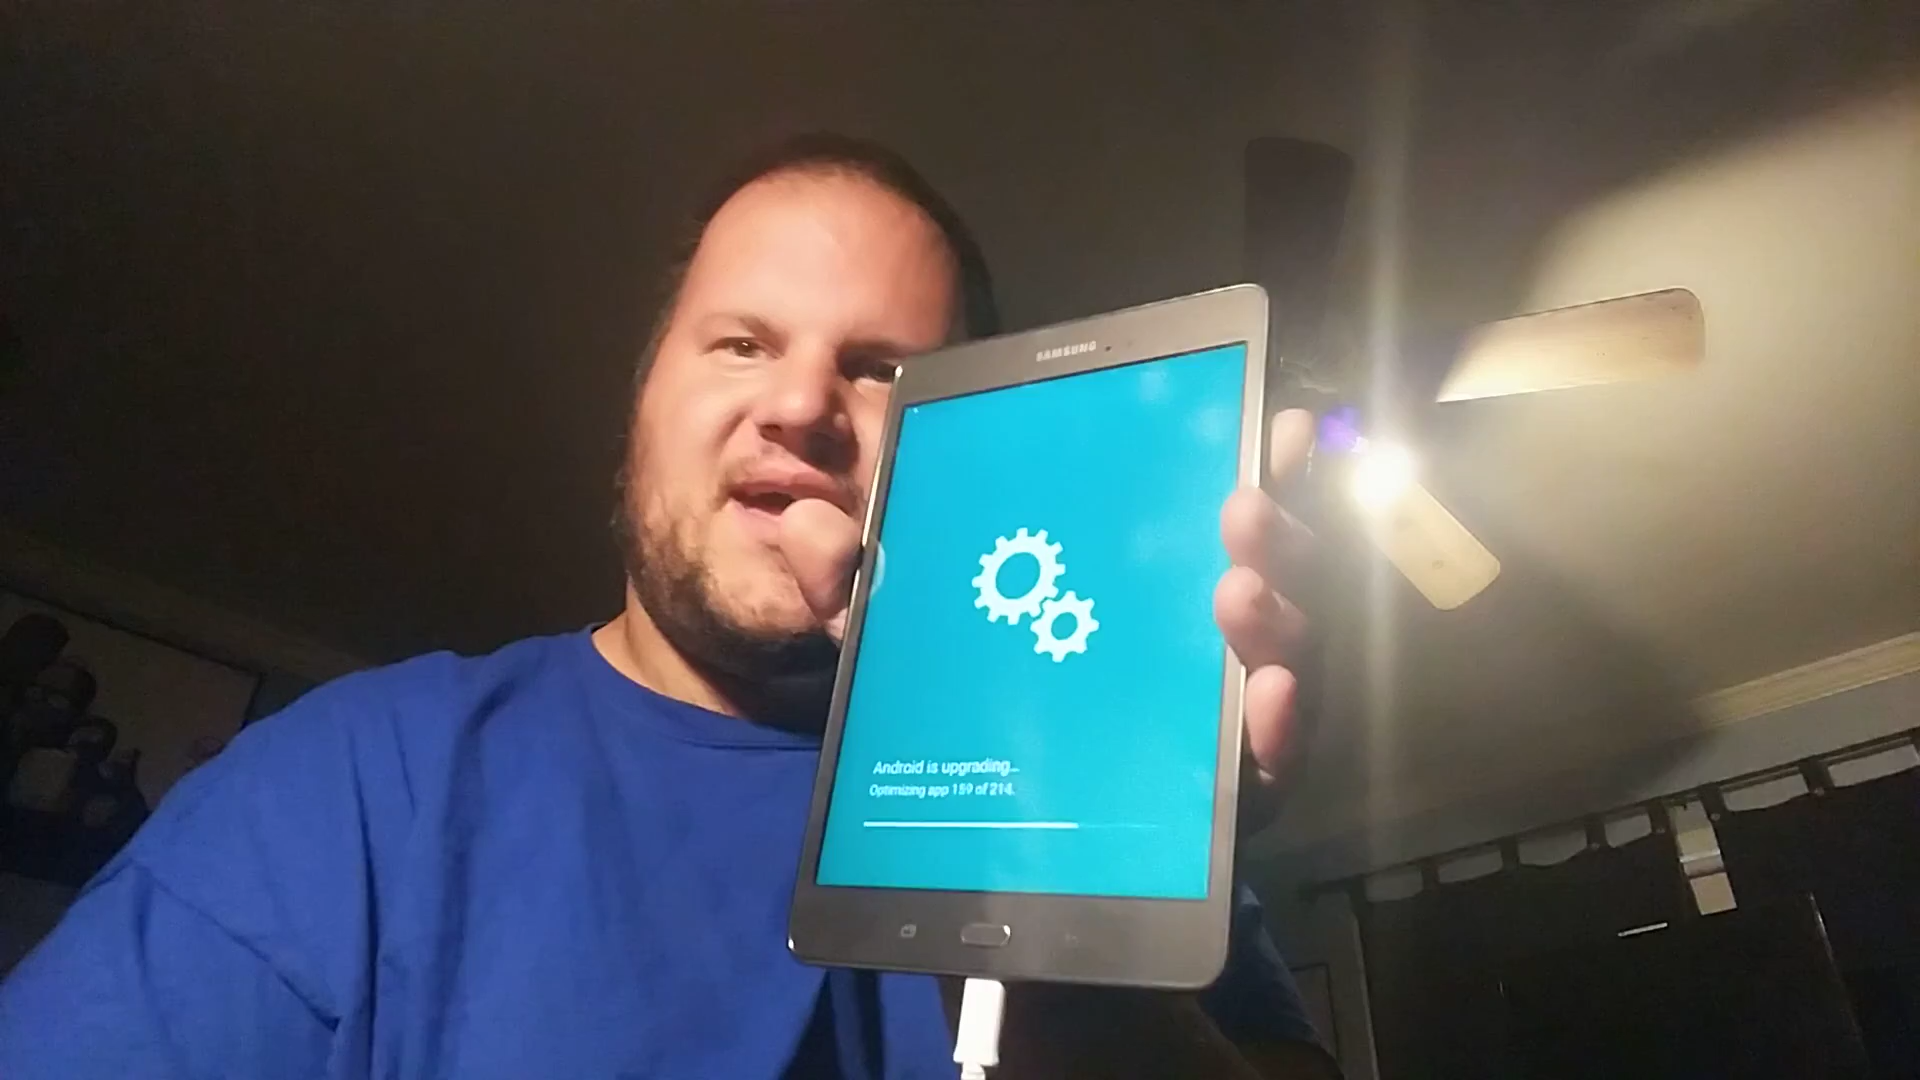 SAMSUNG
Android is upgrading...
Optimizing app 159 of 214.